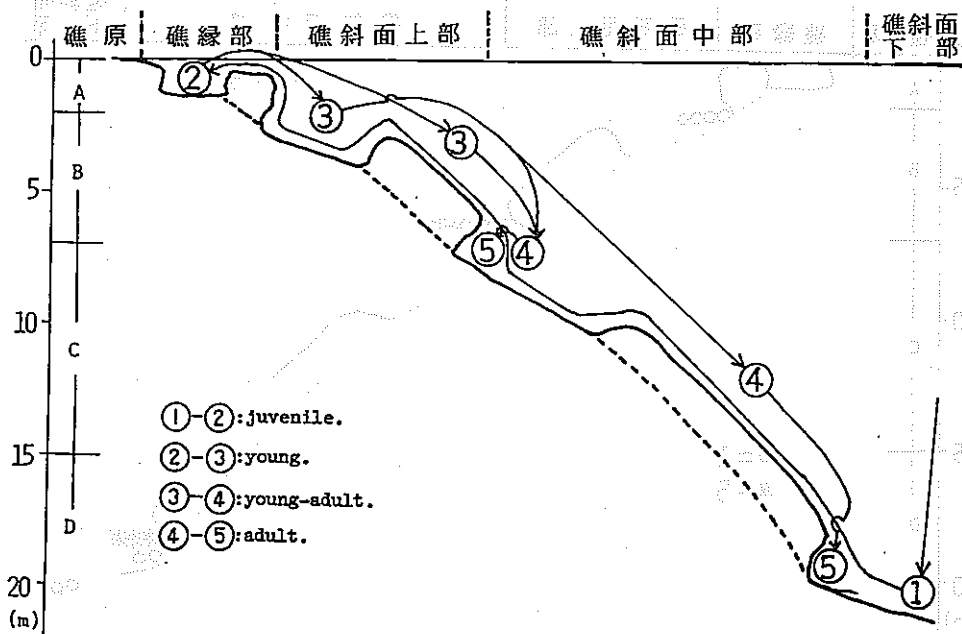 礁原 礁縁部 礁斜面上部 礁斜面中部 礁斜面下部
0
A
②
③
③
B
5
⑤ ④
10
C
④
①-②:juvenile.
②-③:young.
15
③-④:young-adult.
D
④-⑤:adult.
⑤ ①
20
(m)